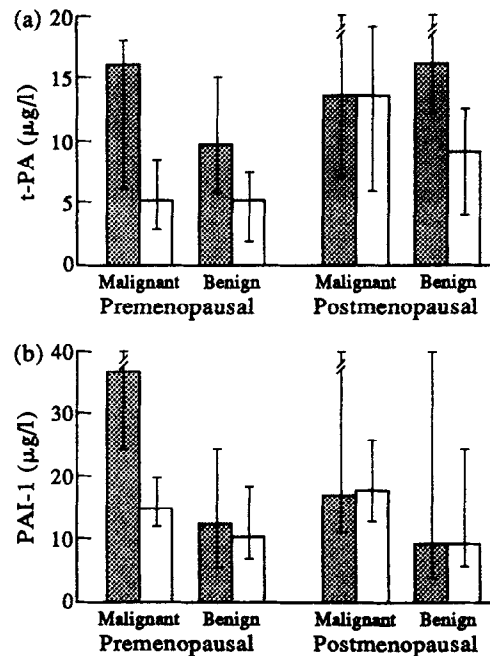 (a)
t-PA (µg/l)
20
15
10
5
0
Malignant Benign Malignant Benign
Premenopausal Postmenopausal
(b)
PAI-1 (µg/l)
40
30
20
10
0
Malignant Benign Malignant Benign
Premenopausal Postmenopausal